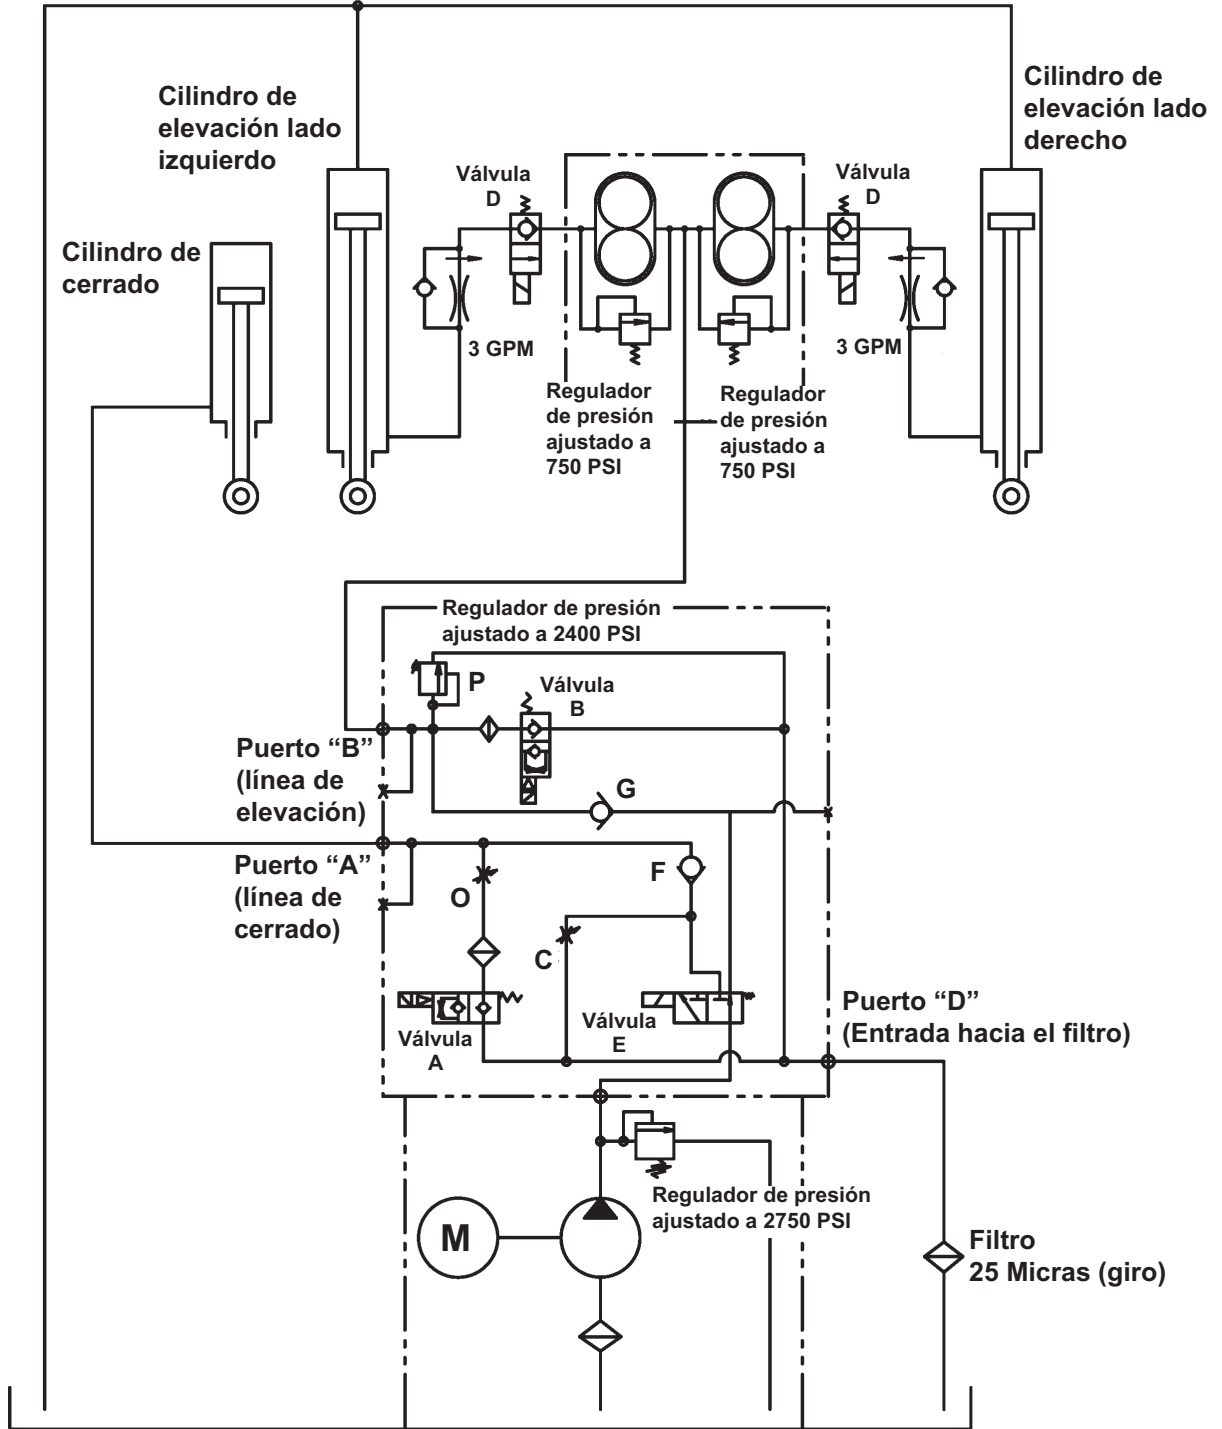 Cilindro de
elevación lado
izquierdo
Cilindro de
elevación lado
derecho
Válvula
D
Válvula
D
Cilindro de
cerrado
3 GPM
3 GPM
Regulador
de presión
ajustado a
750 PSI
Regulador
de presión
ajustado a
750 PSI
Regulador de presión
ajustado a 2400 PSI
P
Válvula
B
Puerto “B”
(línea de
elevación)
G
Puerto “A”
(línea de
cerrado)
F
O
C
Válvula
A
Válvula
E
Puerto “D”
(Entrada hacia el filtro)
Regulador de presión
ajustado a 2750 PSI
M
Filtro
25 Micras (giro)